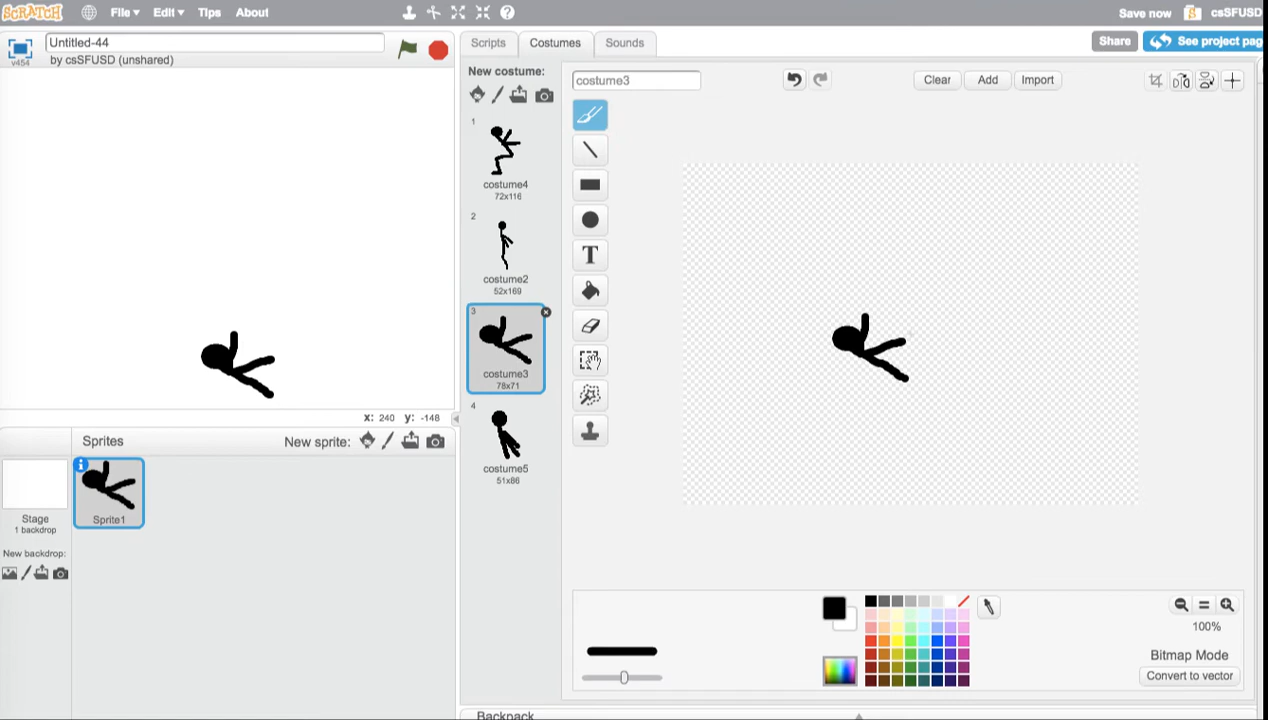 SCRATCH File Edit Tips About Save now csSFUSD
Untitled-44
by csSFUSD (unshared)
v454
Scripts Costumes Sounds
Share See project pag
New costume:
costume3
Clear Add Import
1
costume4
72x116
2
costume2
52x169
3
costume3
78x71
4
costume5
51x86
T
x: 240 y: -148
Sprites New sprite:
Sprite1
Stage
1 backdrop
New backdrop:
100%
Bitmap Mode
Convert to vector
Backpack